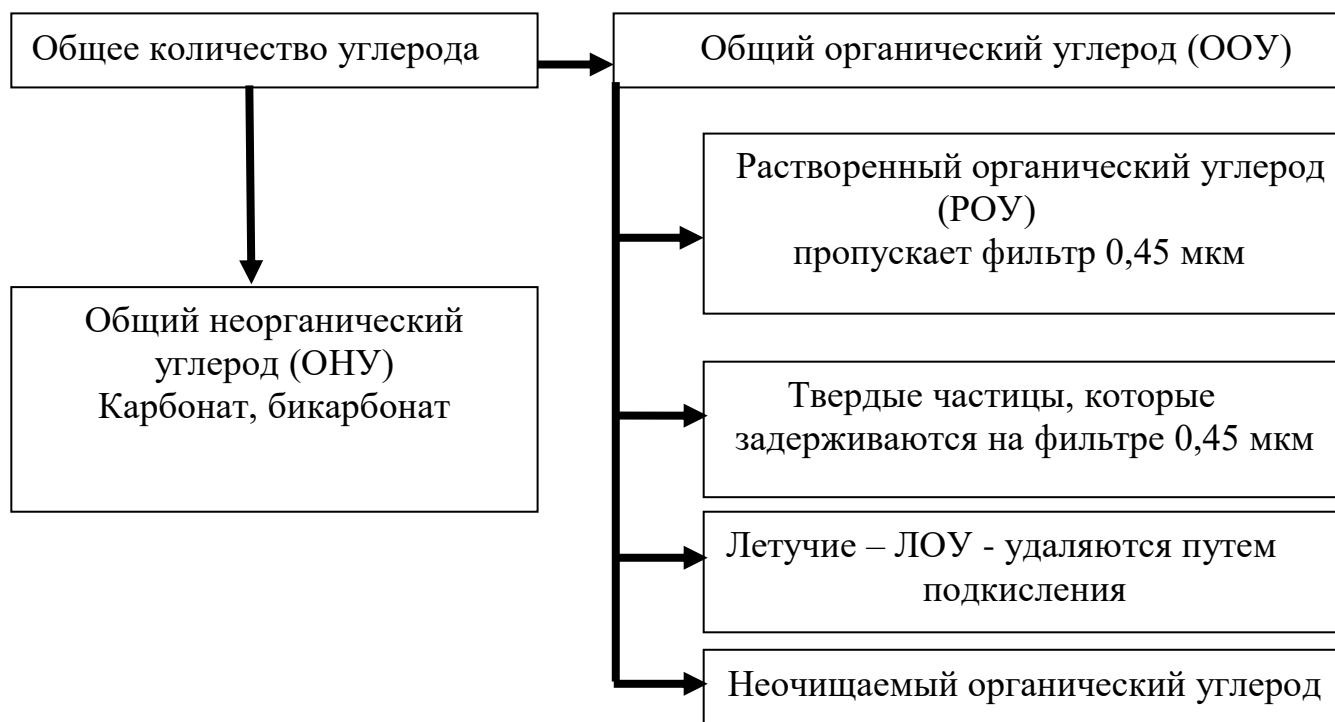 Общее количество углерода
Общий органический углерод (ООУ)
Растворенный органический углерод
(РОУ)
пропускает фильтр 0,45 мкм
Общий неорганический
углерод (ОНУ)
Карбонат, бикарбонат
Твердые частицы, которые
задерживаются на фильтре 0,45 мкм
Летучие – ЛОУ - удаляются путем
подкисления
Неочищаемый органический углерод